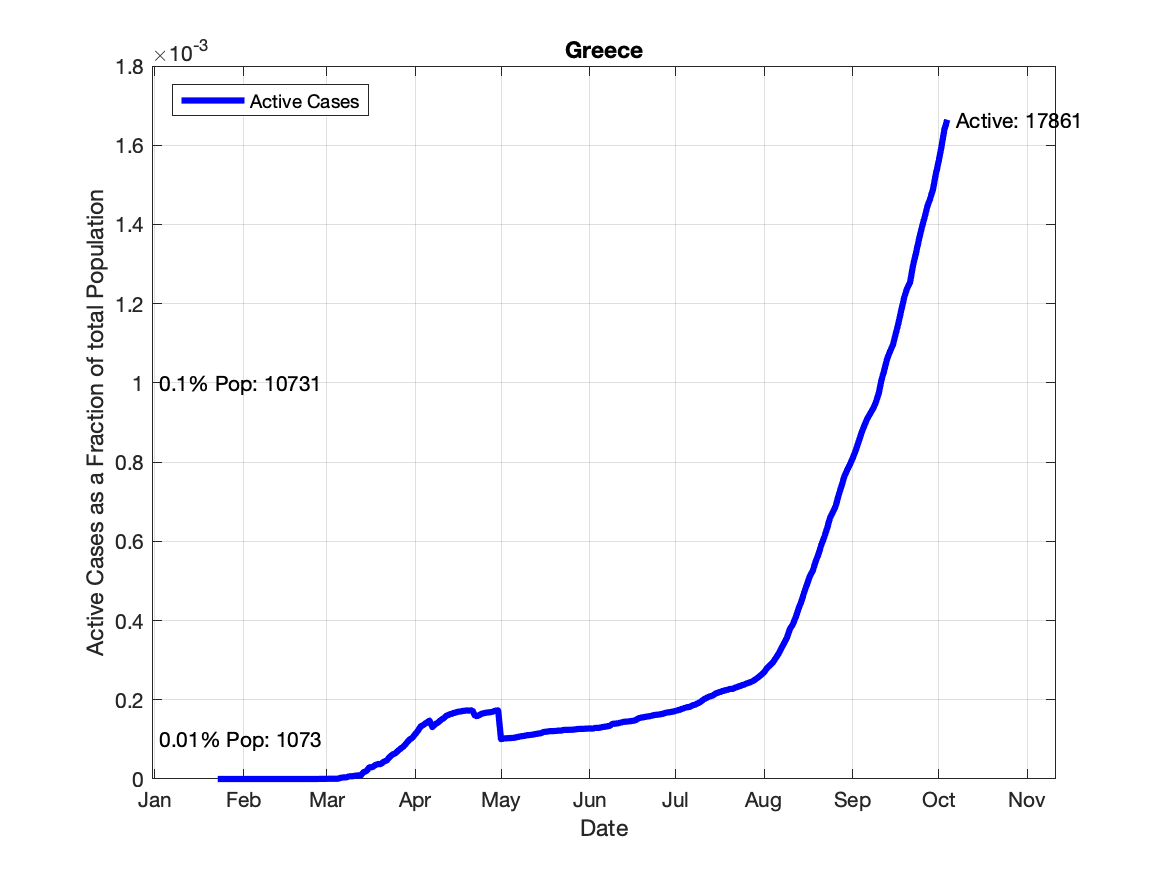 Greece
×10-3
1.8
1.6
1.4
1.2
1
0.8
0.6
0.4
0.2
0
Active Cases as a Fraction of total Population
Active Cases
Active: 17861
0.1% Pop: 10731
0.01% Pop: 1073
Jan Feb Mar Apr May Jun Jul Aug Sep Oct Nov
Date